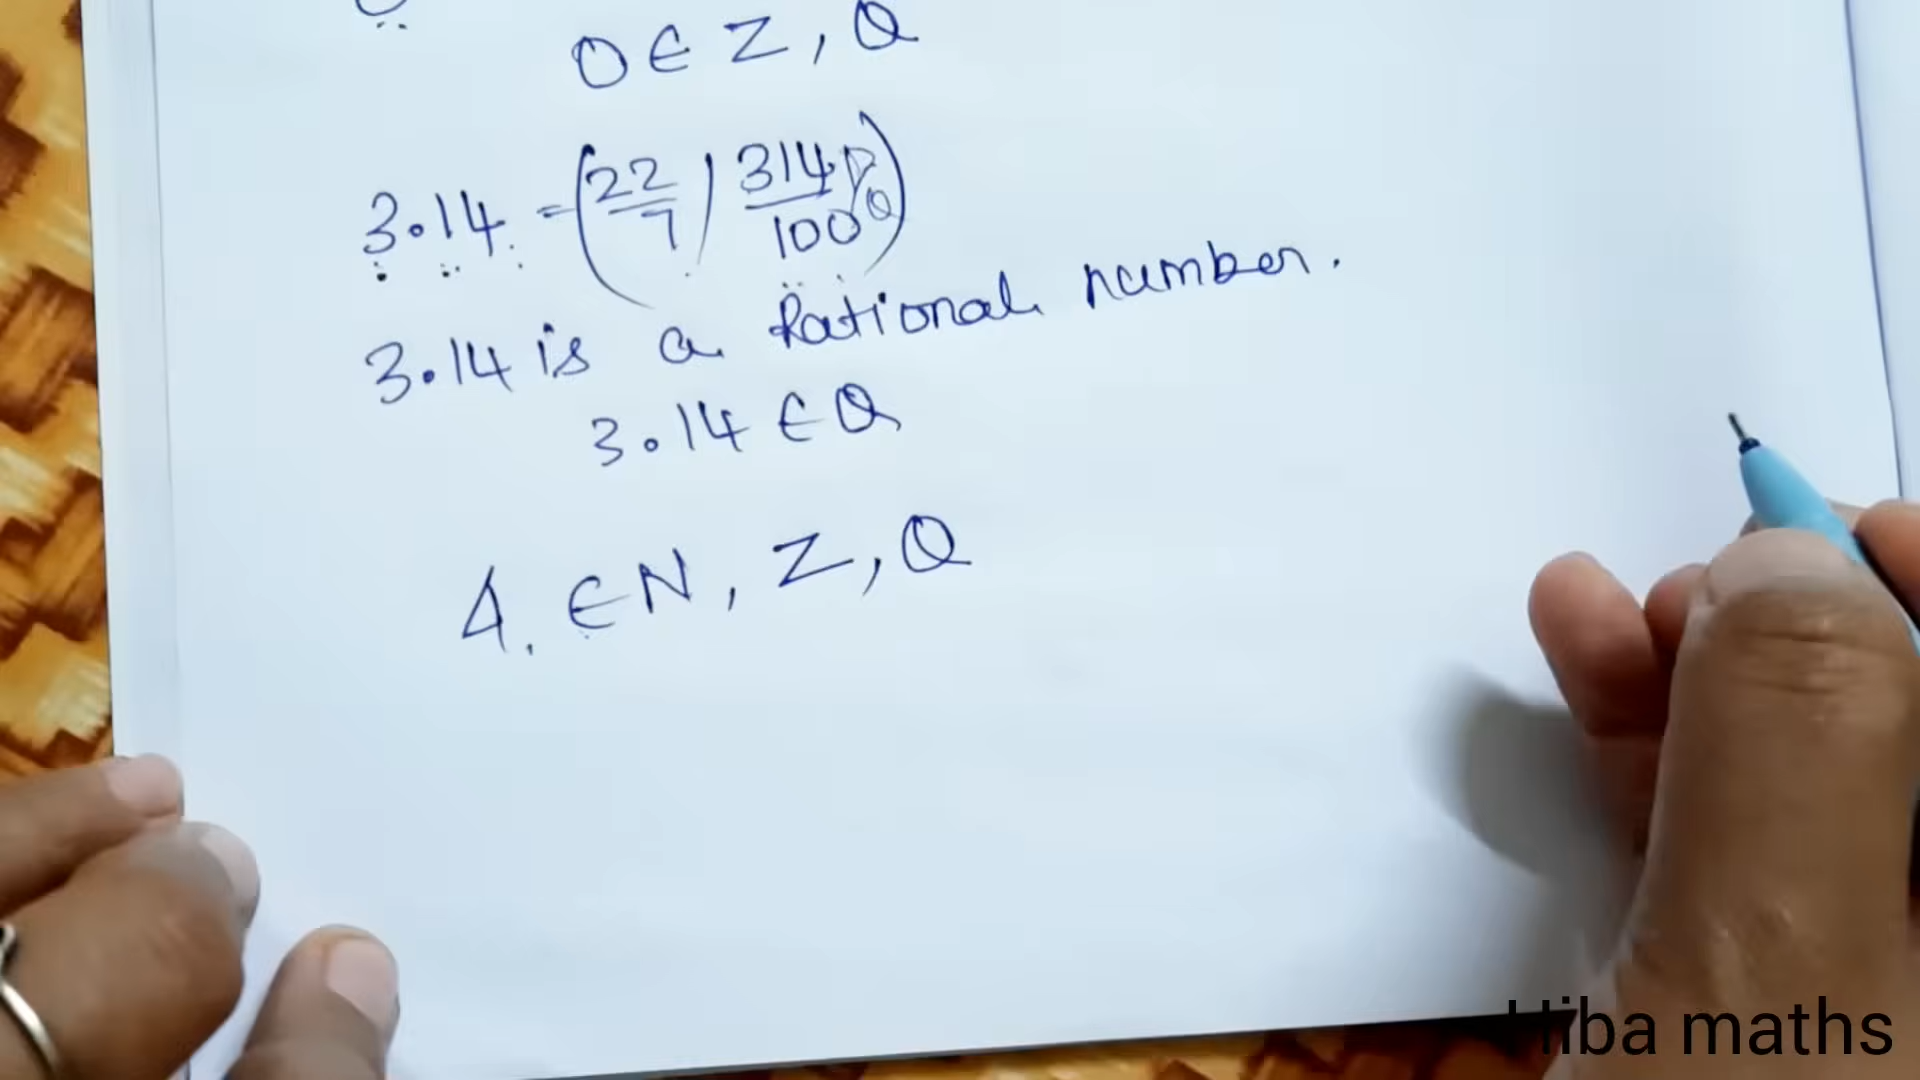 0 ∈ Z, Q
3.14 = (22/7, 314/100 P/Q)
3.14 is a Rational number.
3.14 ∈ Q
4. ∈ N, Z, Q
Hiba maths